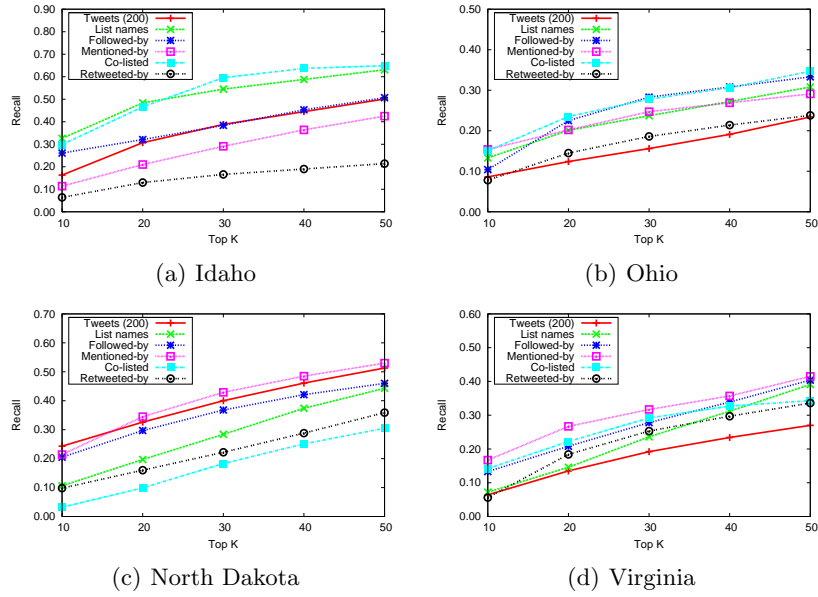 0.90
0.80
0.70
0.60
0.50
0.40
0.30
0.20
0.10
0.00
Recall
Tweets (200)
List names
Followed-by
Mentioned-by
Co-listed
Retweeted-by
10 20 30 40 50
Top K
(a) Idaho
0.50
0.40
0.30
0.20
0.10
0.00
Recall
Tweets (200)
List names
Followed-by
Mentioned-by
Co-listed
Retweeted-by
10 20 30 40 50
Top K
(b) Ohio
0.70
0.60
0.50
0.40
0.30
0.20
0.10
0.00
Recall
Tweets (200)
List names
Followed-by
Mentioned-by
Co-listed
Retweeted-by
10 20 30 40 50
Top K
(c) North Dakota
0.60
0.50
0.40
0.30
0.20
0.10
0.00
Recall
Tweets (200)
List names
Followed-by
Mentioned-by
Co-listed
Retweeted-by
10 20 30 40 50
Top K
(d) Virginia